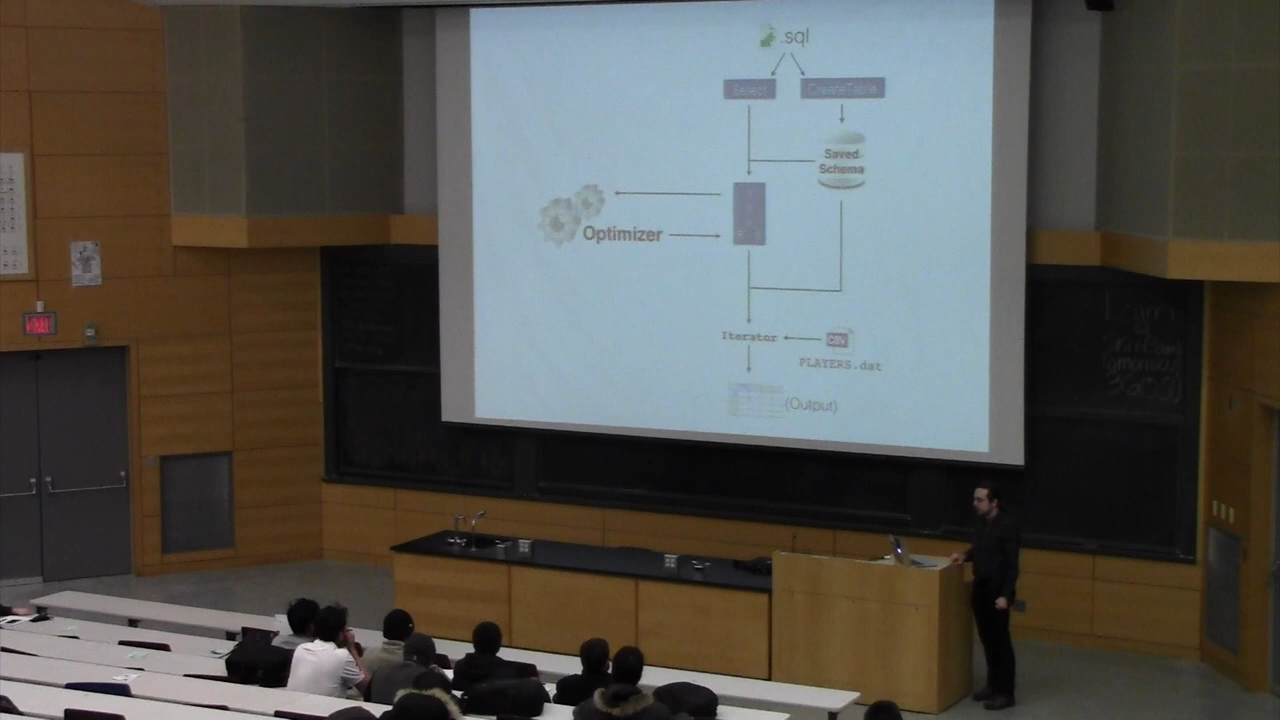 .sql
Select
CreateTable
Saved
Schema
Optimizer
Iterator
CSV
PLAYERS.dat
(Output)
EXIT